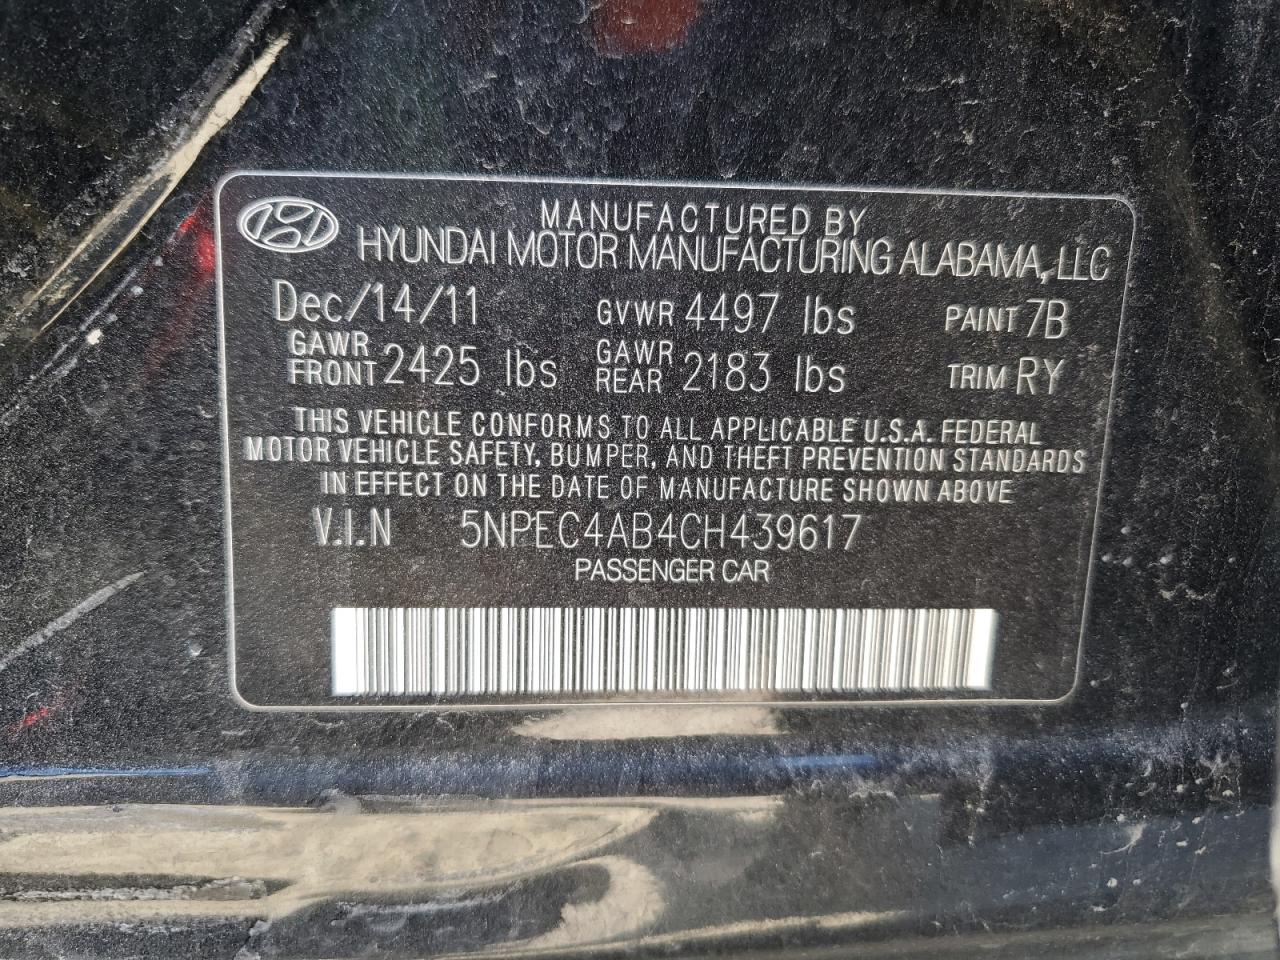 MANUFACTURED BY
HYUNDAI MOTOR MANUFACTURING ALABAMA, LLC
Dec/14/11 GVWR 4497 lbs PAINT 7B
GAWR FRONT 2425 lbs GAWR REAR 2183 lbs TRIM RY
THIS VEHICLE CONFORMS TO ALL APPLICABLE U.S.A. FEDERAL
MOTOR VEHICLE SAFETY, BUMPER, AND THEFT PREVENTION STANDARDS
IN EFFECT ON THE DATE OF MANUFACTURE SHOWN ABOVE
V.I.N 5NPEC4AB4CH439617
PASSENGER CAR